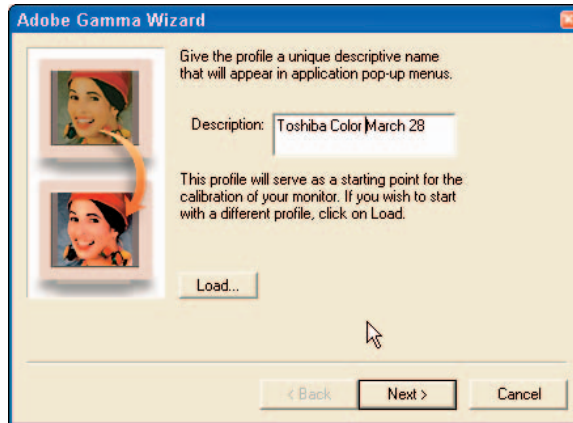 Adobe Gamma Wizard
Give the profile a unique descriptive name
that will appear in application pop-up menus.
Description: Toshiba Color March 28
This profile will serve as a starting point for the
calibration of your monitor. If you wish to start
with a different profile, click on Load.
Load...
< Back Next > Cancel